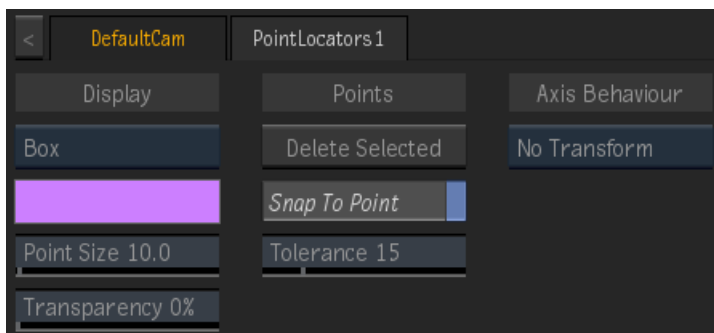 < DefaultCam PointLocators1
Display Points Axis Behaviour
Box Delete Selected No Transform
Snap To Point
Point Size 10.0 Tolerance 15
Transparency 0%